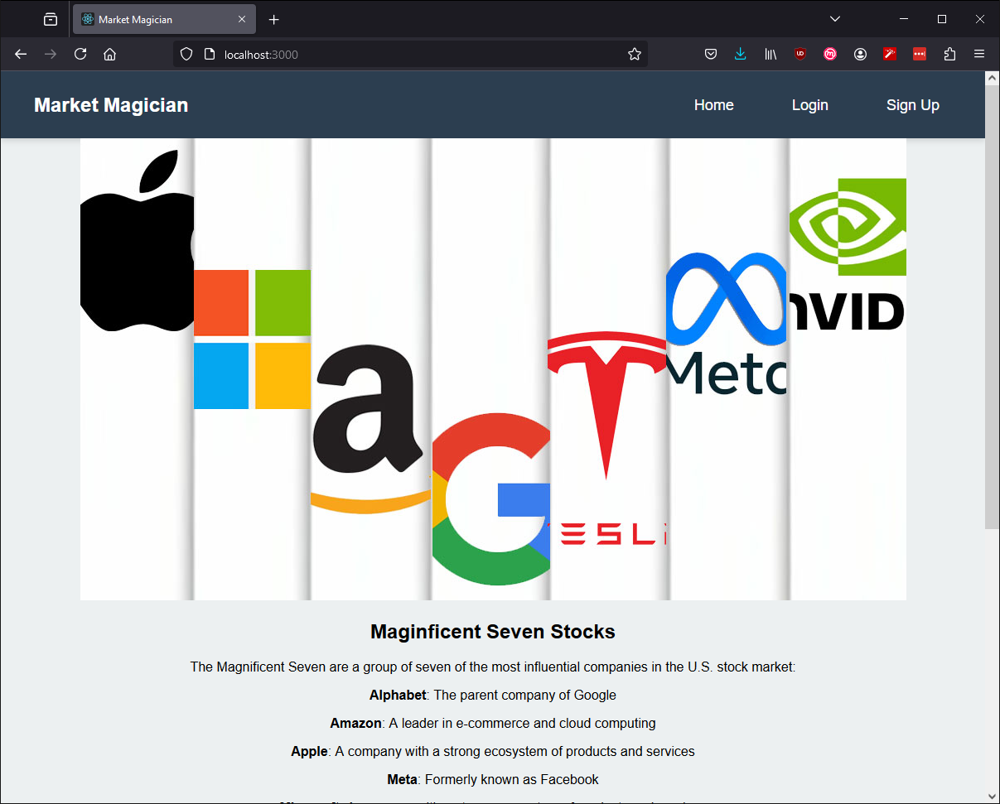 Market Magician
localhost:3000
Market Magician
Home Login Sign Up
NVID
Meta
a
G
ESL
Maginficent Seven Stocks
The Magnificent Seven are a group of seven of the most influential companies in the U.S. stock market:
Alphabet: The parent company of Google
Amazon: A leader in e-commerce and cloud computing
Apple: A company with a strong ecosystem of products and services
Meta: Formerly known as Facebook